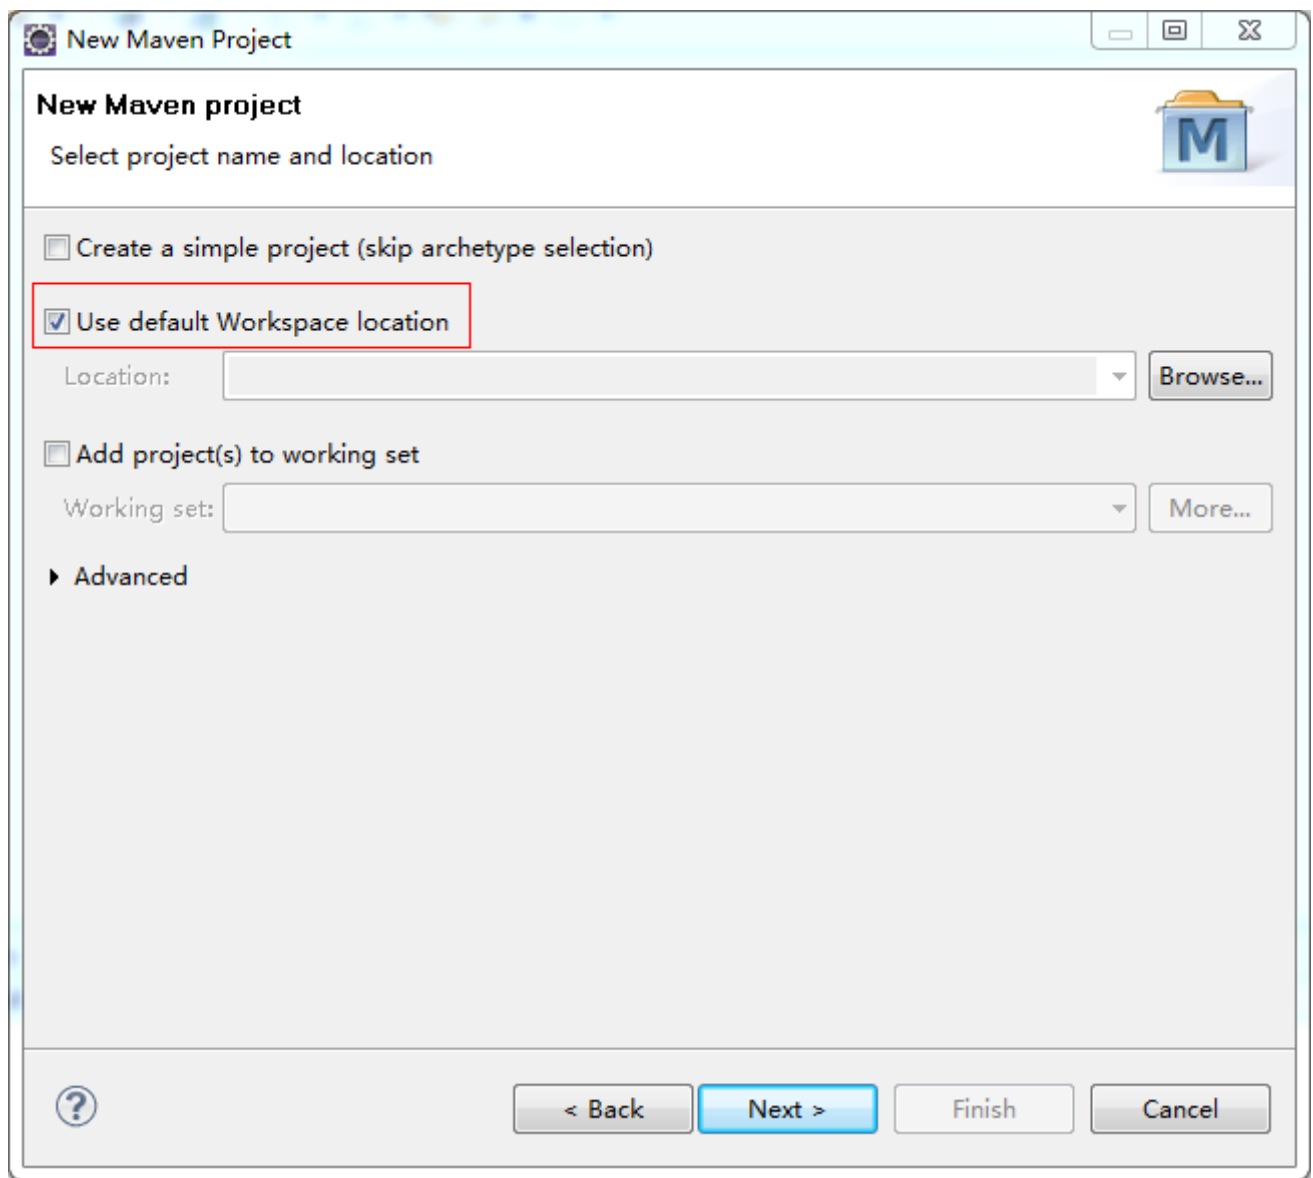 New Maven Project
New Maven project
Select project name and location
M
Create a simple project (skip archetype selection)
Use default Workspace location
Location:
Browse...
Add project(s) to working set
Working set:
More...
Advanced
?
< Back
Next >
Finish
Cancel